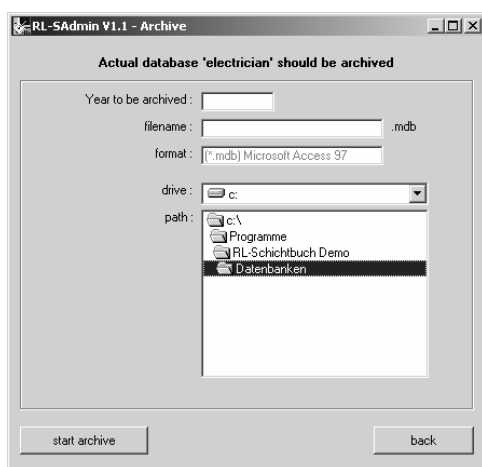 RL-SAdmin V1.1 - Archive
Actual database 'electrician' should be archived
Year to be archived :
filename : .mdb
format : (*.mdb) Microsoft Access 97
drive : c:
path : c:\
Programme
RL-Schichtbuch Demo
Datenbanken
start archive back